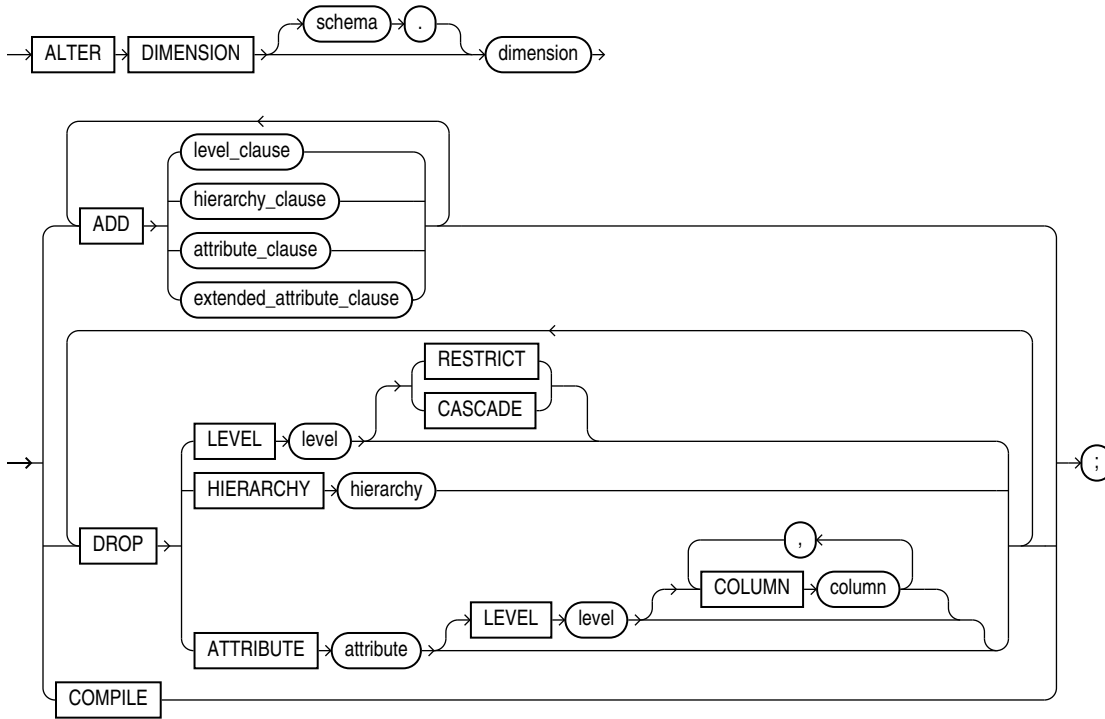 schema .
ALTER DIMENSION dimension
level_clause
hierarchy_clause
ADD
attribute_clause
extended_attribute_clause
RESTRICT
CASCADE
LEVEL level
;
HIERARCHY hierarchy
,
DROP
COLUMN column
LEVEL level
ATTRIBUTE attribute
COMPILE